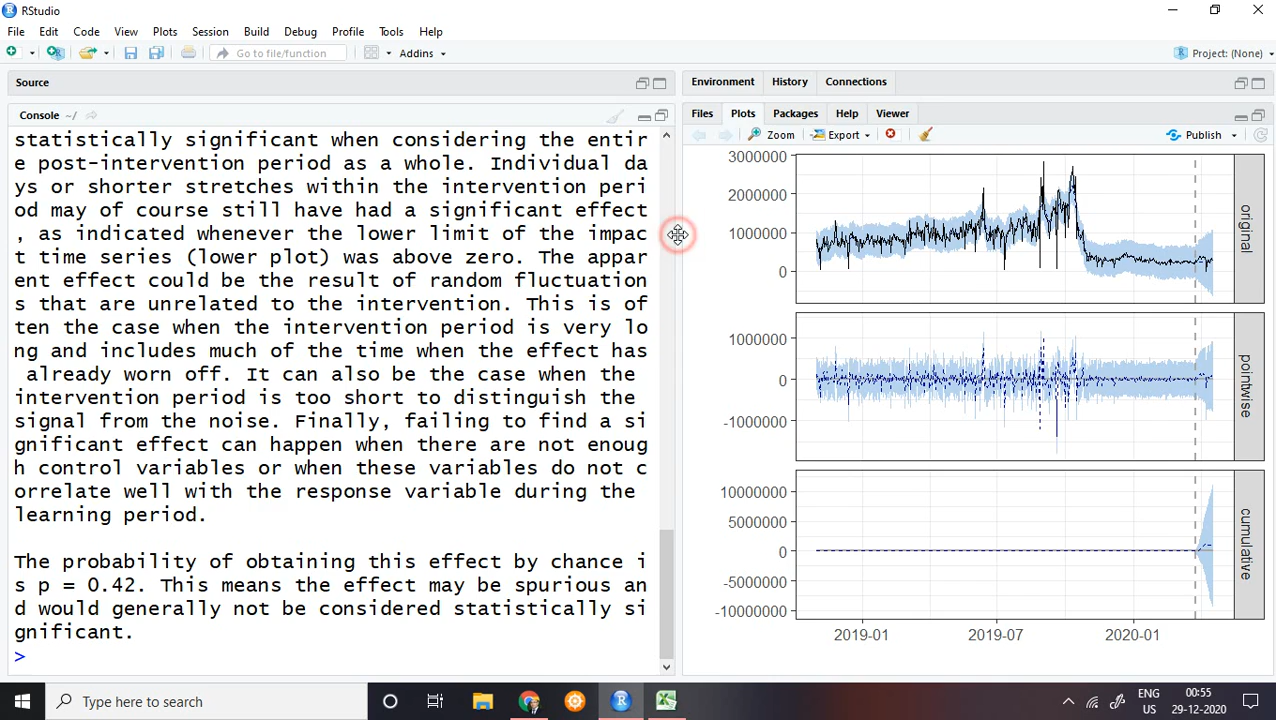 RStudio
File Edit Code View Plots Session Build Debug Profile Tools Help
Go to file/function Addins Project: (None)
Source
Console ~/
statistically significant when considering the entir
e post-intervention period as a whole. Individual da
ys or shorter stretches within the intervention peri
od may of course still have had a significant effect
, as indicated whenever the lower limit of the impac
t time series (lower plot) was above zero. The appar
ent effect could be the result of random fluctuation
s that are unrelated to the intervention. This is of
ten the case when the intervention period is very lo
ng and includes much of the time when the effect has
already worn off. It can also be the case when the
intervention period is too short to distinguish the
signal from the noise. Finally, failing to find a si
gnificant effect can happen when there are not enoug
h control variables or when these variables do not c
orrelate well with the response variable during the
learning period.
The probability of obtaining this effect by chance i
s p = 0.42. This means the effect may be spurious an
d would generally not be considered statistically si
gnificant.
>
Environment History Connections
Files Plots Packages Help Viewer
Zoom Export Publish
3000000
2000000
1000000
0
original
1000000
0
-1000000
pointwise
10000000
5000000
0
-5000000
-10000000
cumulative
2019-01 2019-07 2020-01
Type here to search
ENG
US
00:55
29-12-2020